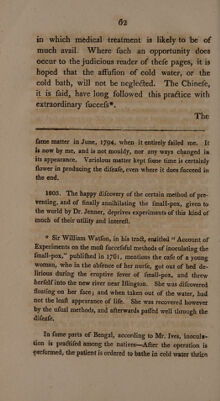 62
in which medical treatment is likely to be of
much avail. Where such an opportunity does
occur to the judicious reader of these pages, it is
hoped that the affusion of cold water, or the
cold bath, will not be neglected. The Chinese,
it is said, have long followed this practice with
extraordinary succeſs*.
The
ſame matter in June, 1794, when it entirely failed me. It
is now by me, and is not mouldy, nor any ways changed in
its appearance. Variolous matter kept ſome time is certainly
ſlower in producing the diſeaſe, even where it does ſucceed in
the end.
1803. The happy diſcovery of the certain method of pre-
venting, and of finally annihilating the ſmall-pox, given to
the world by Dr. Jenner, deprives experiments of this kind of
much of their utility and intereſt.
* Sir William Watſon, in his tract, entitled “ Account of
Experiments on the moſt ſucceſsful methods of inoculating the
ſmall-pox,” publiſhed in 1761, mentions the caſe of a young
woman, who in the abſence of her nurſe, got out of bed de-
lirious during the eruptive fever of ſmall-pox, and threw
herſelf into the new river near Iſlington. She was diſcovered
floating on her face; and when taken out of the water, had
not the leaſt appearance of life. She was recovered however
by the uſual methods, and afterwards paſſed well through the
diſeaſe.
In ſome parts of Bengal, according to Mr. Ives, inocula-
tion is practiſed among the natives—After the operation is
performed, the patient is ordered to bathe in cold water thrice